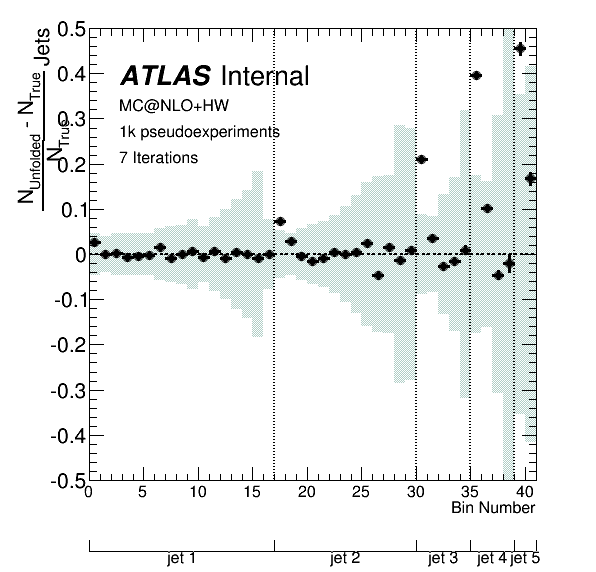 0.5
0.4
0.3
0.1
0
-0.1
-0.2
-0.3
-0.4
-0.5
N_Unfolded - N_True
N_True
Jets
ATLAS Internal
MC@NLO+HW
1k pseudoexperiments
7 Iterations
0 5 10 15 20 25 30 35 40
Bin Number
jet 1 jet 2 jet 3 jet 4 jet 5